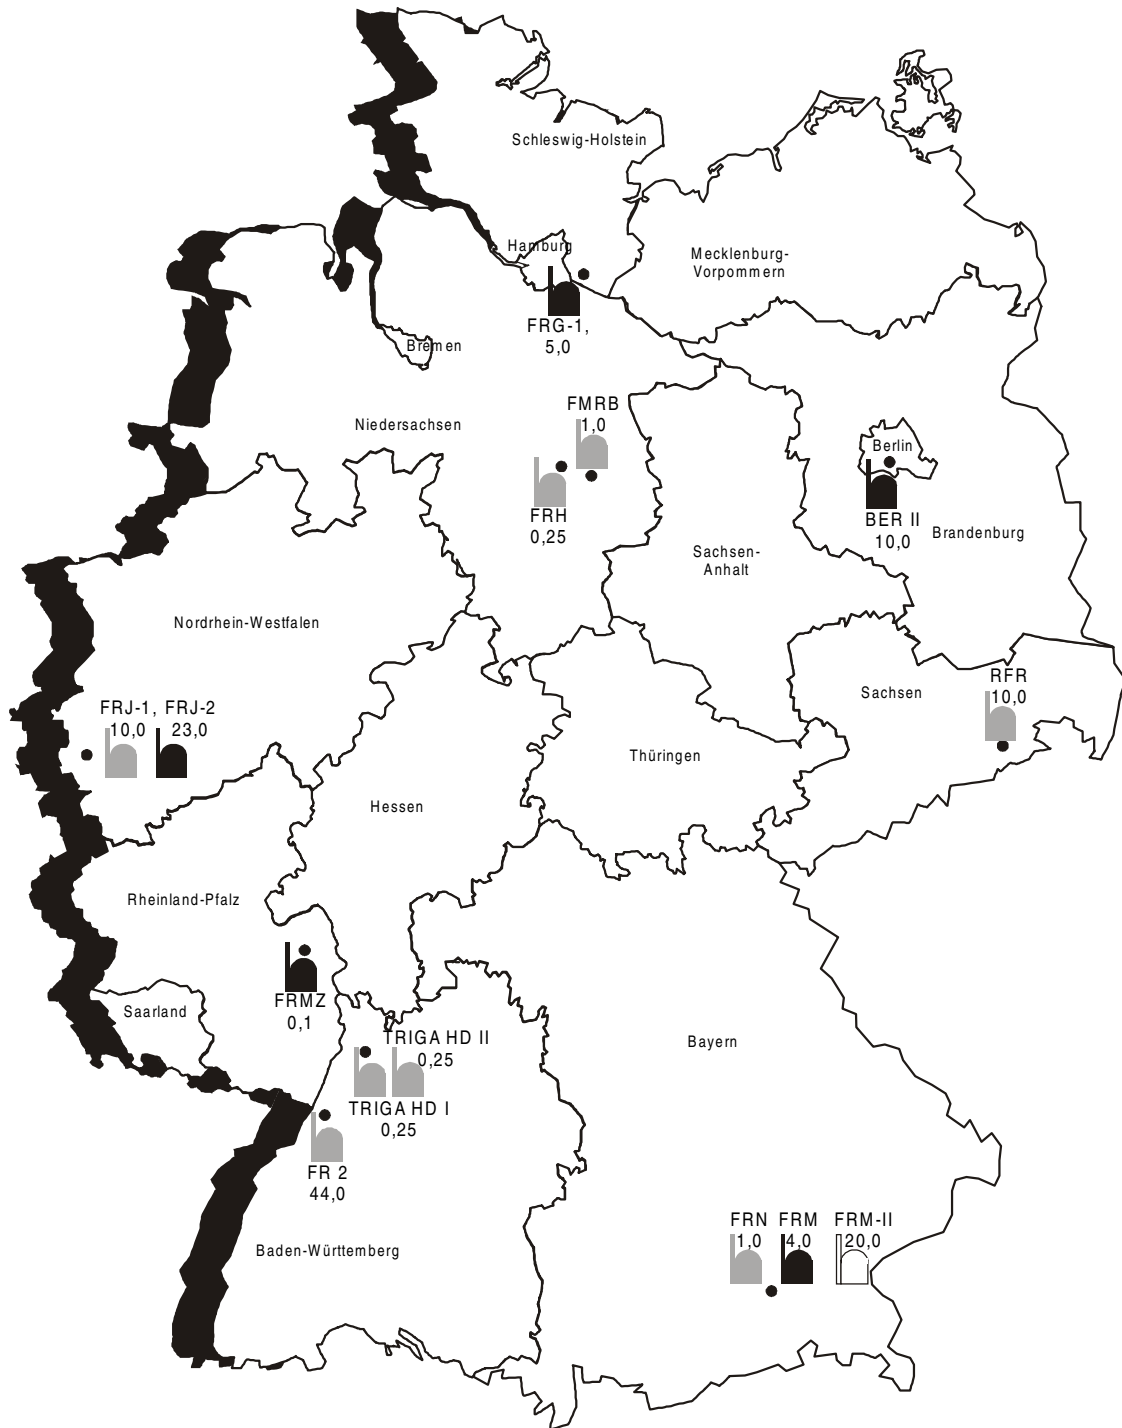 Schleswig-Holstein
Hamburg
Mecklenburg-
Vorpommern
FRG-1,
5,0
Bremen
Niedersachsen
FMRB
1,0
FRH
0,25
Berlin
BER II
10,0
Brandenburg
Sachsen-
Anhalt
Nordrhein-Westfalen
FRJ-1, FRJ-2
10,0 23,0
Sachsen
RFR
10,0
Thüringen
Hessen
Rheinland-Pfalz
FRMZ
0,1
Saarland
TRIGA HD II
0,25
TRIGA HD I
0,25
Bayern
FR 2
44,0
Baden-Württemberg
FRN FRM FRM-II
1,0 4,0 20,0